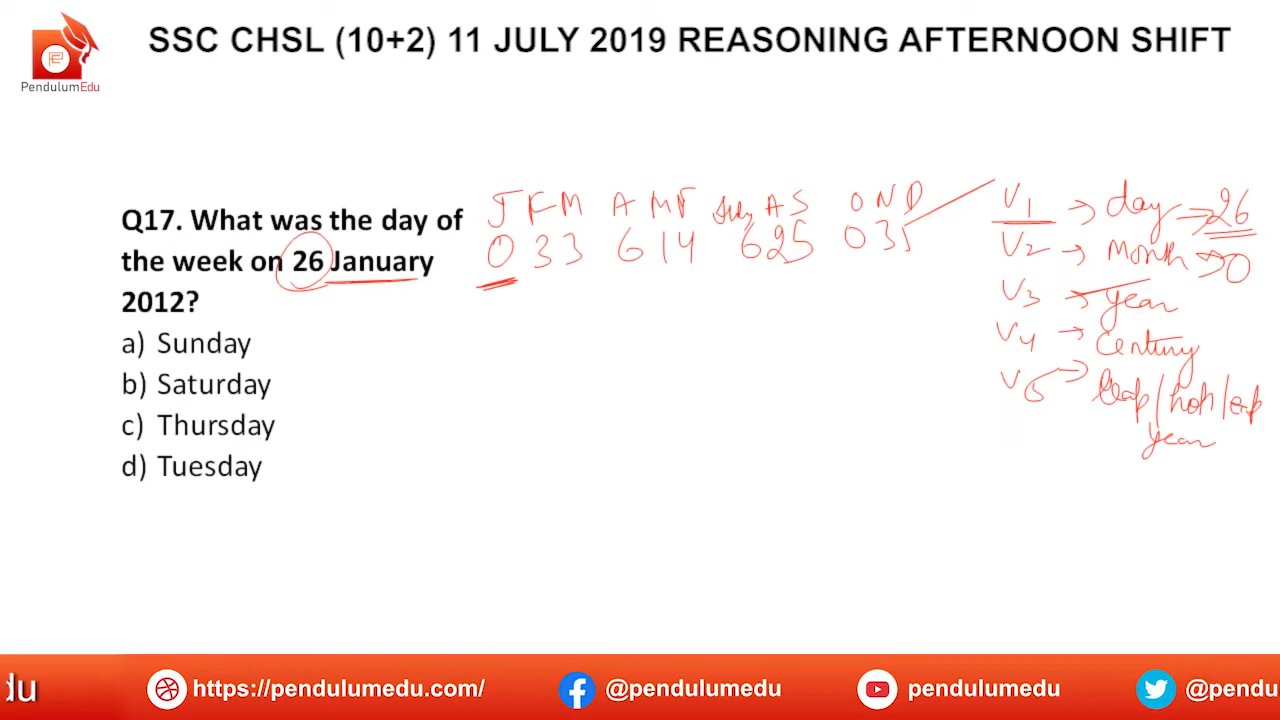 SSC CHSL (10+2) 11 JULY 2019 REASONING AFTERNOON SHIFT
PendulumEdu
Q17. What was the day of
the week on 26 January
2012?
a) Sunday
b) Saturday
c) Thursday
d) Tuesday
J F M A M J July A S O N D
0 3 3 6 1 4 6 2 5 0 3 5
V1 → day → 26
V2 → month → 0
V3 → year
V4 → century
V5 → leap / non / leap
year
du
https://pendulumedu.com/
@pendulumedu
pendulumedu
@pendu